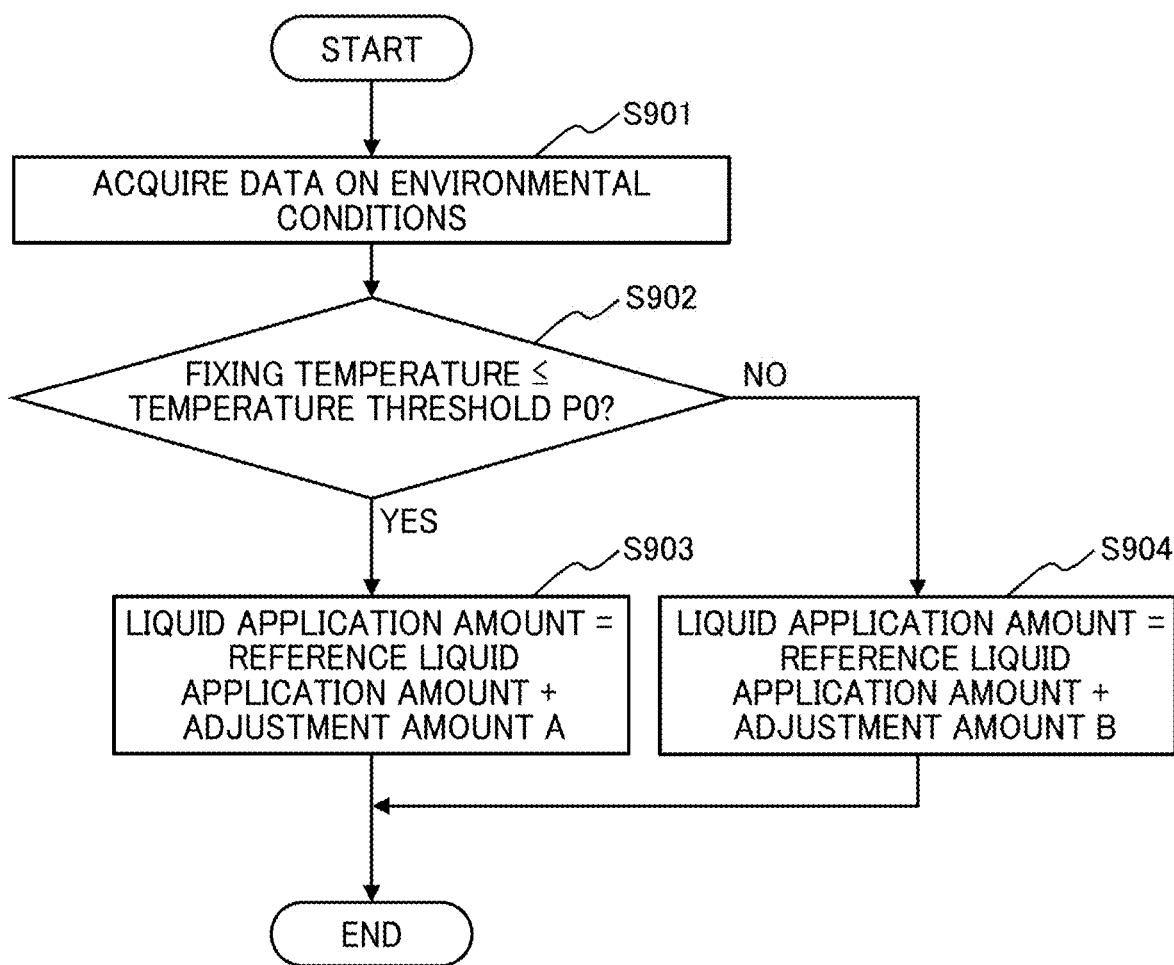 START
S901
ACQUIRE DATA ON ENVIRONMENTAL
CONDITIONS
S902
FIXING TEMPERATURE ≤
TEMPERATURE THRESHOLD P0?
NO
YES
S903
LIQUID APPLICATION AMOUNT =
REFERENCE LIQUID
APPLICATION AMOUNT +
ADJUSTMENT AMOUNT A
S904
LIQUID APPLICATION AMOUNT =
REFERENCE LIQUID
APPLICATION AMOUNT +
ADJUSTMENT AMOUNT B
END